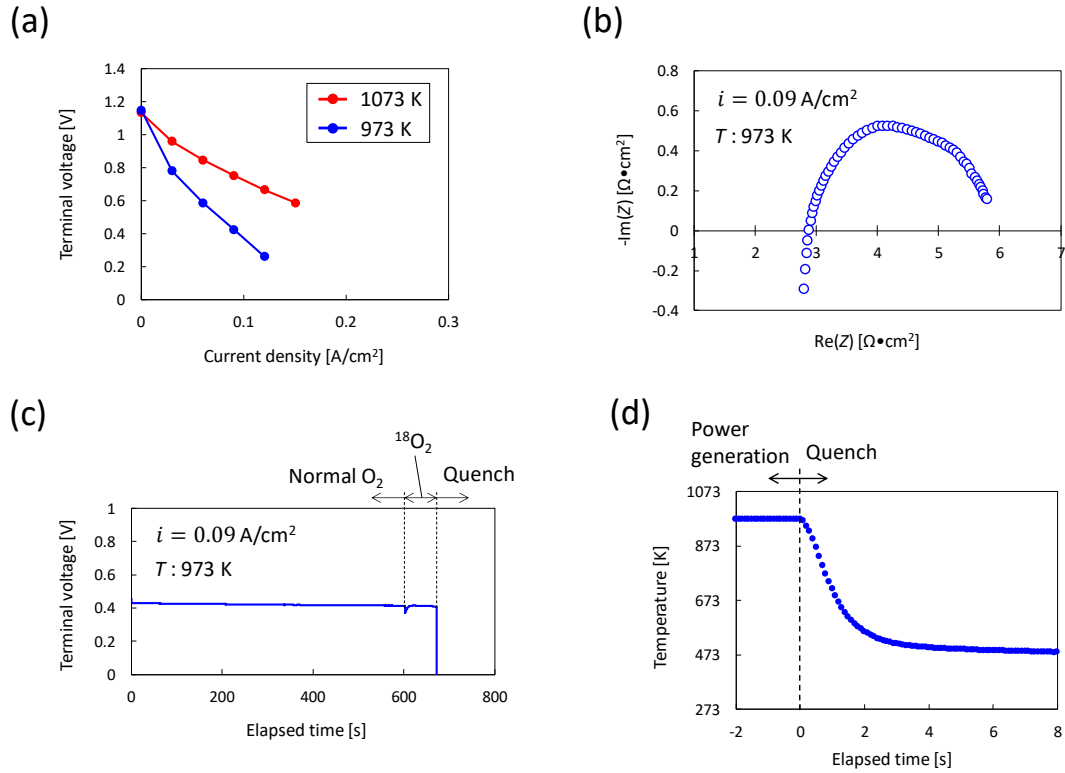 (a)
Terminal voltage [V]
1.4
1.2
1
0.8
0.6
0.4
0.2
0
0
0.1
0.2
0.3
Current density [A/cm²]
1073 K
973 K
(b)
-Im(Z) [Ω•cm²]
0.8
0.6
0.4
0.2
0
-0.2
-0.4
1
2
3
4
5
6
7
i = 0.09 A/cm²
T : 973 K
Re(Z) [Ω•cm²]
(c)
¹⁸O₂
Normal O₂
Quench
Terminal voltage [V]
1
0.8
0.6
0.4
0.2
0
i = 0.09 A/cm²
T : 973 K
0
200
400
600
800
Elapsed time [s]
(d)
Power
generation
Quench
Temperature [K]
1073
873
673
473
273
-2
0
2
4
6
8
Elapsed time [s]